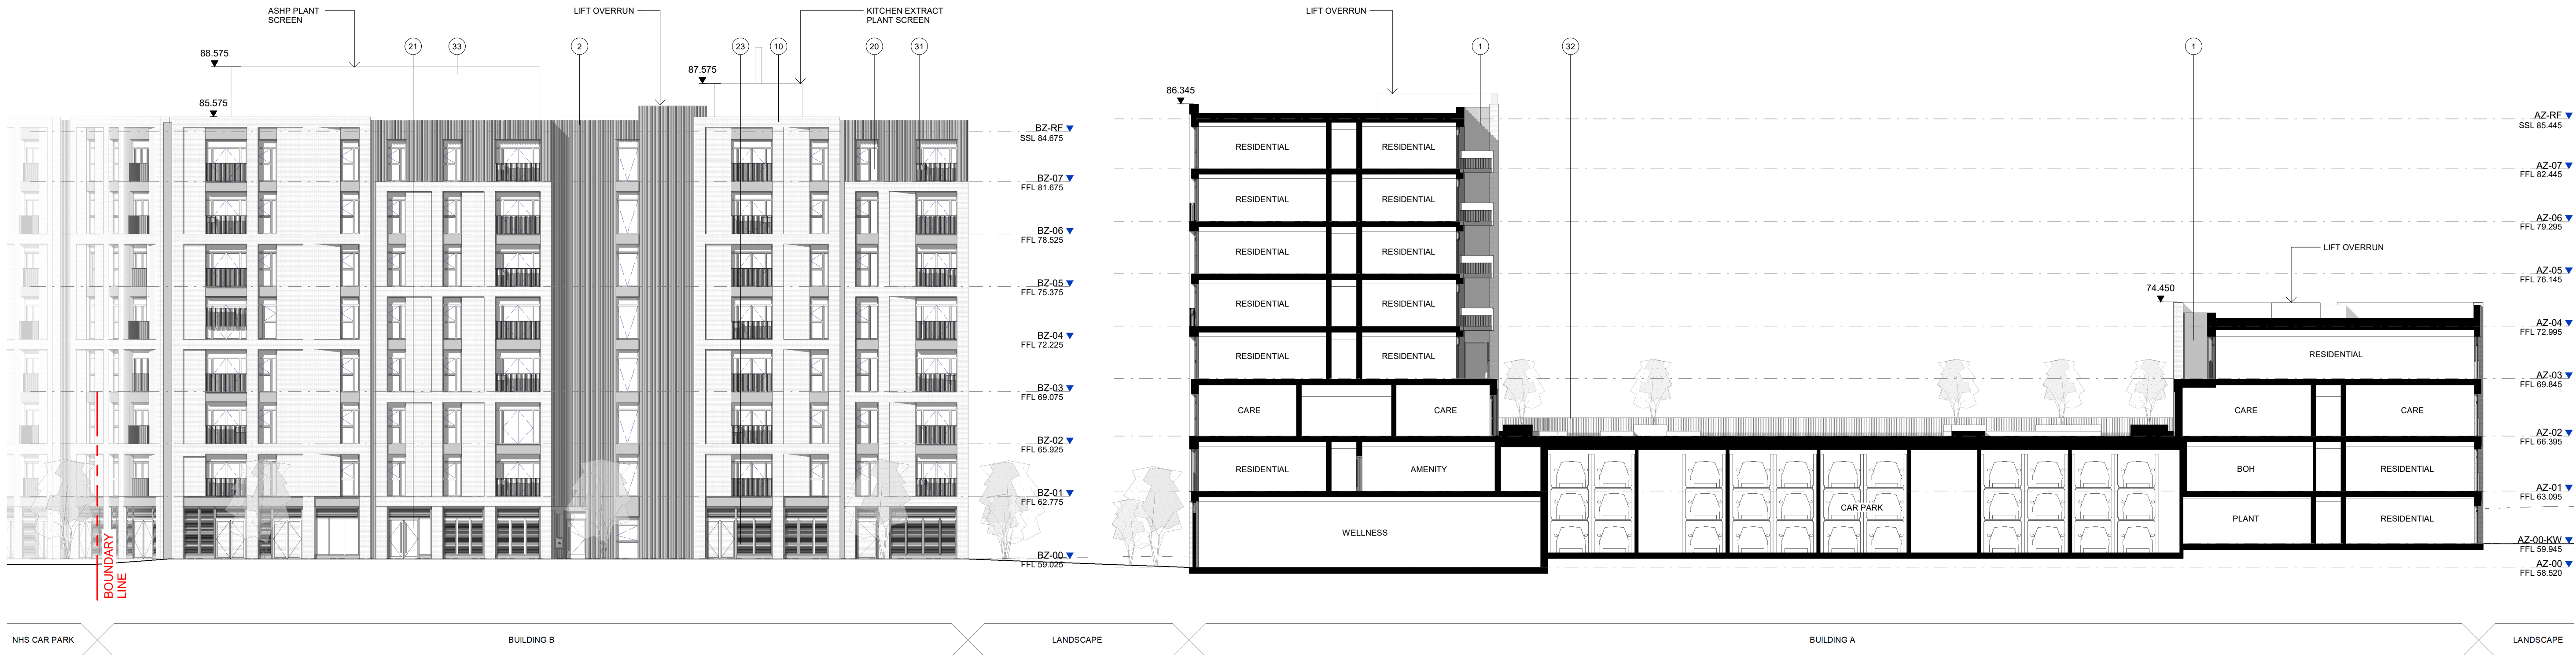 ASHP PLANT
SCREEN
LIFT OVERRUN
KITCHEN EXTRACT
PLANT SCREEN
LIFT OVERRUN
21
33
2
23
10
20
31
1
32
1
88.575
87.575
85.575
86.345
BZ-RF
SSL 84.675
BZ-07
FFL 81.675
BZ-06
FFL 78.525
BZ-05
FFL 75.375
BZ-04
FFL 72.225
BZ-03
FFL 69.075
BZ-02
FFL 65.925
BZ-01
FFL 62.775
BZ-00
FFL 59.025
BOUNDARY
LINE
RESIDENTIAL
RESIDENTIAL
RESIDENTIAL
RESIDENTIAL
RESIDENTIAL
RESIDENTIAL
RESIDENTIAL
RESIDENTIAL
RESIDENTIAL
RESIDENTIAL
CARE
CARE
RESIDENTIAL
AMENITY
WELLNESS
CAR PARK
LIFT OVERRUN
74.450
RESIDENTIAL
CARE
CARE
BOH
RESIDENTIAL
PLANT
RESIDENTIAL
AZ-RF
SSL 85.445
AZ-07
FFL 82.445
AZ-06
FFL 79.295
AZ-05
FFL 76.145
AZ-04
FFL 72.995
AZ-03
FFL 69.845
AZ-02
FFL 66.395
AZ-01
FFL 63.095
AZ-00-KW
FFL 59.945
AZ-00
FFL 58.520
NHS CAR PARK
BUILDING B
LANDSCAPE
BUILDING A
LANDSCAPE